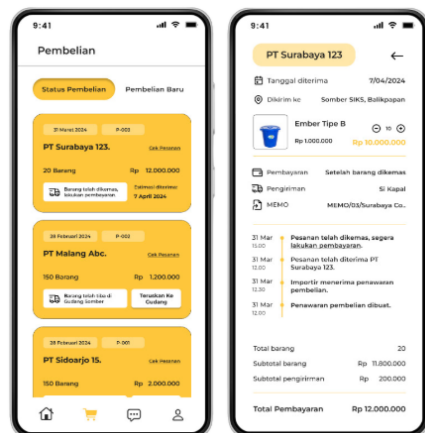 9:41
Pembelian
Status Pembelian
Pembelian Baru
31 Maret 2024
P-003
PT Surabaya 123.
Cek Pesanan
20 Barang
Rp 12.000.000
Barang telah dikemas,
lakukan pembayaran
Estimasi diterima:
7 April 2024
28 Februari 2024
P-002
PT Malang Abc.
Cek Pesanan
150 Barang
Rp 1.200.000
Barang telah tiba di
Gudang Somber
Teruskan Ke
Gudang
28 Februari 2024
P-001
PT Sidoarjo 15.
Cek Pesanan
150 Barang
Rp 2.000.000
9:41
PT Surabaya 123
Tanggal diterima
7/04/2024
Dikirim ke
Somber SIKS, Balikpapan
Ember Tipe B
10
Rp 1.000.000
Rp 10.000.000
Pembayaran
Setelah barang dikemas
Pengiriman
Si Kapal
MEMO
MEMO/03/Surabaya Co..
31 Mar
15.00
Pesanan telah dikemas, segera
lakukan pembayaran.
31 Mar
13.00
Pesanan telah diterima PT
Surabaya 123.
31 Mar
12.30
Importir menerima penawaran
pembelian.
31 Mar
12.00
Penawaran pembelian dibuat.
Total barang
20
Subtotal barang
Rp 11.800.000
Subtotal pengirirman
Rp 200.000
Total Pembayaran
Rp 12.000.000